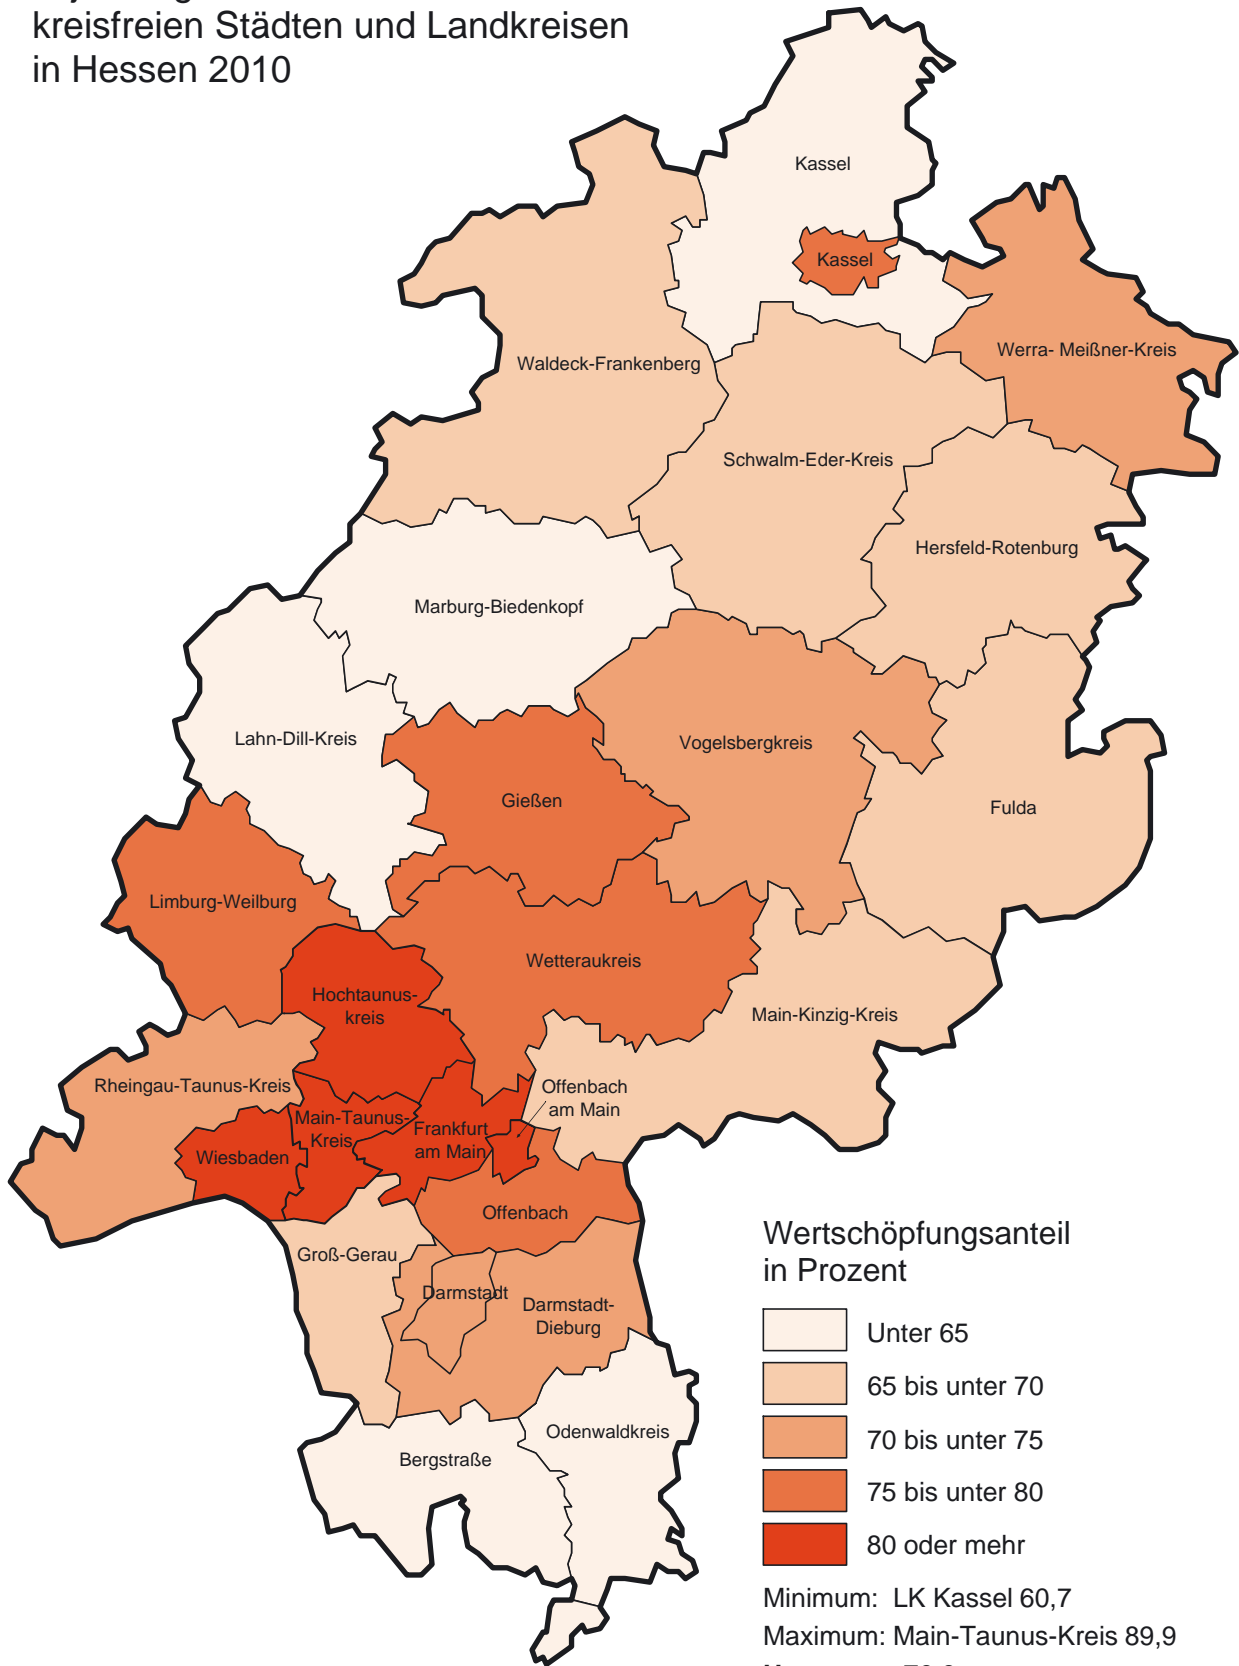 kreisfreien Städten und Landkreisen
in Hessen 2010
Kassel
Kassel
Werra- Meißner-Kreis
Waldeck-Frankenberg
Schwalm-Eder-Kreis
Hersfeld-Rotenburg
Marburg-Biedenkopf
Lahn-Dill-Kreis
Vogelsbergkreis
Gießen
Fulda
Limburg-Weilburg
Wetteraukreis
Hochtaunus-
kreis
Main-Kinzig-Kreis
Rheingau-Taunus-Kreis
Offenbach
am Main
Main-Taunus-
Kreis
Frankfurt
am Main
Wiesbaden
Offenbach
Groß-Gerau
Darmstadt
Darmstadt-
Dieburg
Odenwaldkreis
Bergstraße
Wertschöpfungsanteil
in Prozent
Unter 65
65 bis unter 70
70 bis unter 75
75 bis unter 80
80 oder mehr
Minimum: LK Kassel 60,7
Maximum: Main-Taunus-Kreis 89,9